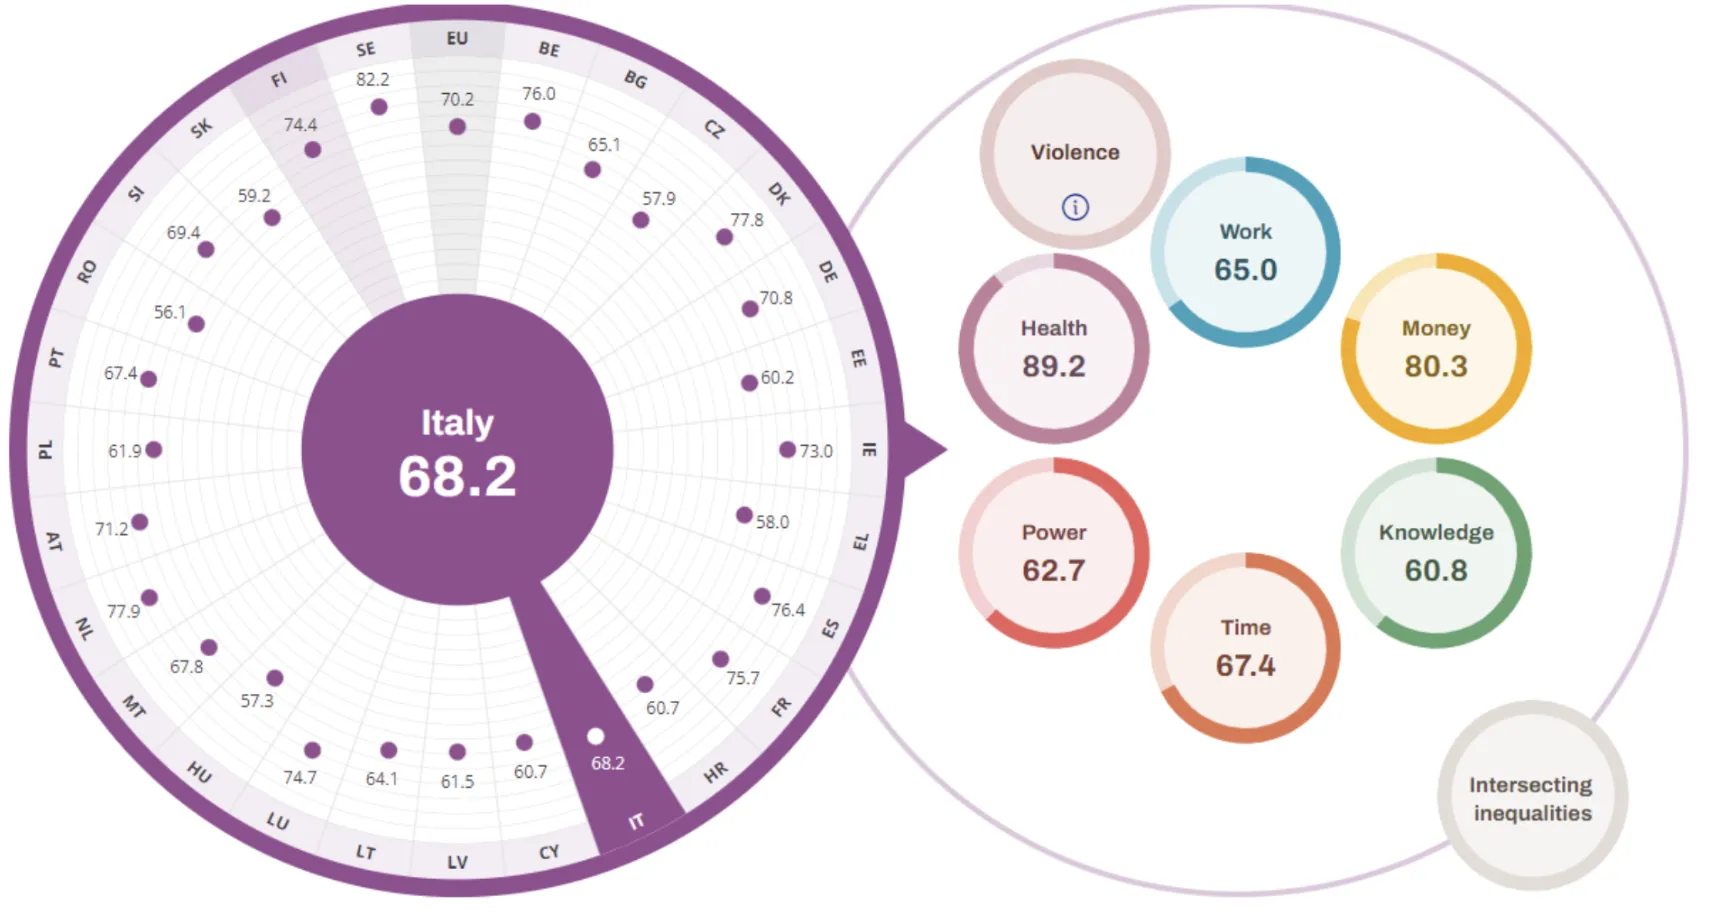 EU
70.2
BE
76.0
BG
65.1
CZ
57.9
DK
77.8
DE
70.8
EE
60.2
IE
73.0
EL
58.0
ES
76.4
FR
75.7
HR
60.7
IT
68.2
CY
60.7
LV
61.5
LT
64.1
LU
74.7
HU
57.3
MT
67.8
NL
77.9
AT
71.2
PL
61.9
PT
67.4
RO
56.1
SI
69.4
SK
59.2
FI
74.4
SE
82.2
Italy
68.2
Violence
i
Work
65.0
Money
80.3
Knowledge
60.8
Time
67.4
Power
62.7
Health
89.2
Intersecting
inequalities